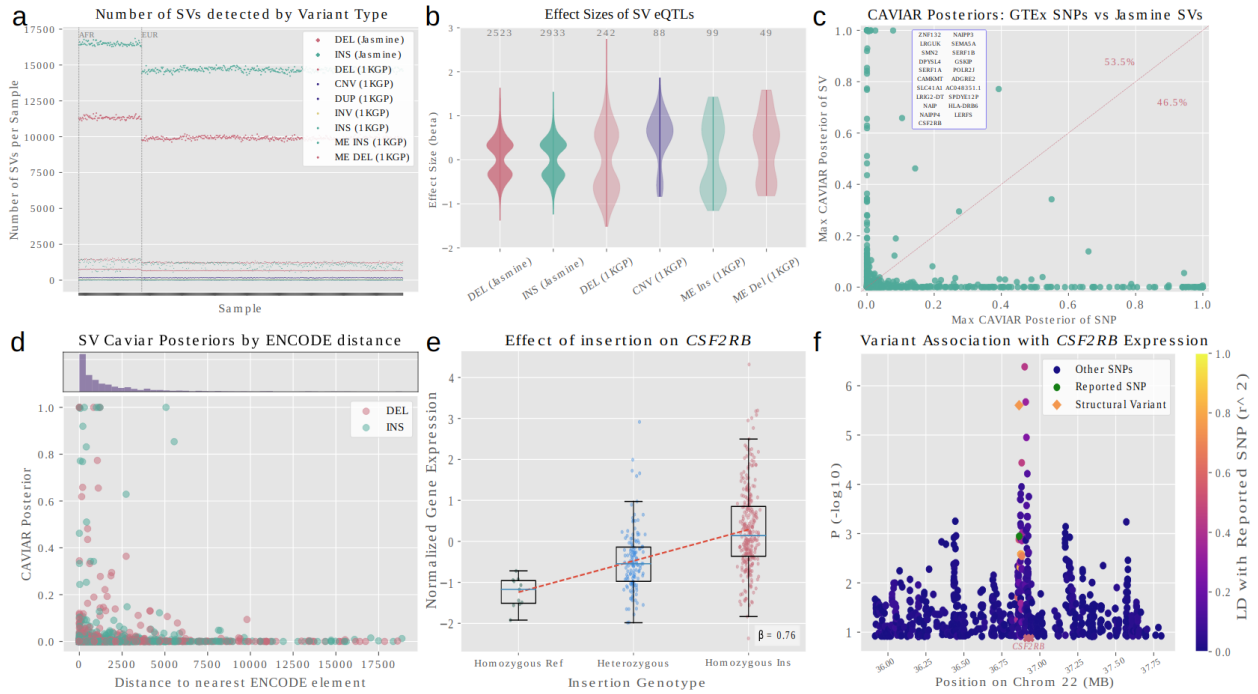 a
Number of SVs detected by Variant Type
AFR
EUR
DEL (Jasmine)
INS (Jasmine)
DEL (1KGP)
CNV (1KGP)
DUP (1KGP)
INV (1KGP)
INS (1KGP)
ME INS (1KGP)
ME DEL (1KGP)
17500
15000
12500
10000
7500
5000
2500
0
Number of SVs per Sample
Sample
b
Effect Sizes of SV eQTLs
2523 2933 242 88 99 49
3
2
1
0
−1
−2
Effect Size (beta)
DEL (Jasmine)
INS (Jasmine)
DEL (1KGP)
CNV (1KGP)
ME Ins (1KGP)
ME Del (1KGP)
c
CAVIAR Posteriors: GTEx SNPs vs Jasmine SVs
ZNF132 NAIPP3
LRGUK SEMA5A
SMN2 SERF1B
DPYSL4 GSKIP
SERF1A POLR2J
CAMKMT ADGRE2
SLC41A1 AC048351.1
LRIG2-DT SPDYE12P
NAIP HLA-DRB6
NAIPP4 LERFS
CSF2RB
53.5%
46.5%
1.0
0.8
0.6
0.4
0.2
0.0
Max CAVIAR Posterior of SV
0.0 0.2 0.4 0.6 0.8 1.0
Max CAVIAR Posterior of SNP
d
SV Caviar Posteriors by ENCODE distance
DEL
INS
1.0
0.8
0.6
0.4
0.2
0.0
CAVIAR Posterior
0 2500 5000 7500 10000 12500 15000 17500
Distance to nearest ENCODE element
e
Effect of insertion on CSF2RB
4
3
2
1
0
−1
−2
Normalized Gene Expression
β = 0.76
Homozygous Ref Heterozygous Homozygous Ins
Insertion Genotype
f
Variant Association with CSF2RB Expression
Other SNPs
Reported SNP
Structural Variant
6
5
4
3
2
1
P (-log10)
CSF2RB
36.00 36.25 36.50 36.75 37.00 37.25 37.50 37.75
Position on Chrom 22 (MB)
1.0
0.8
0.6
0.4
0.2
0.0
LD with Reported SNP (r^ 2)